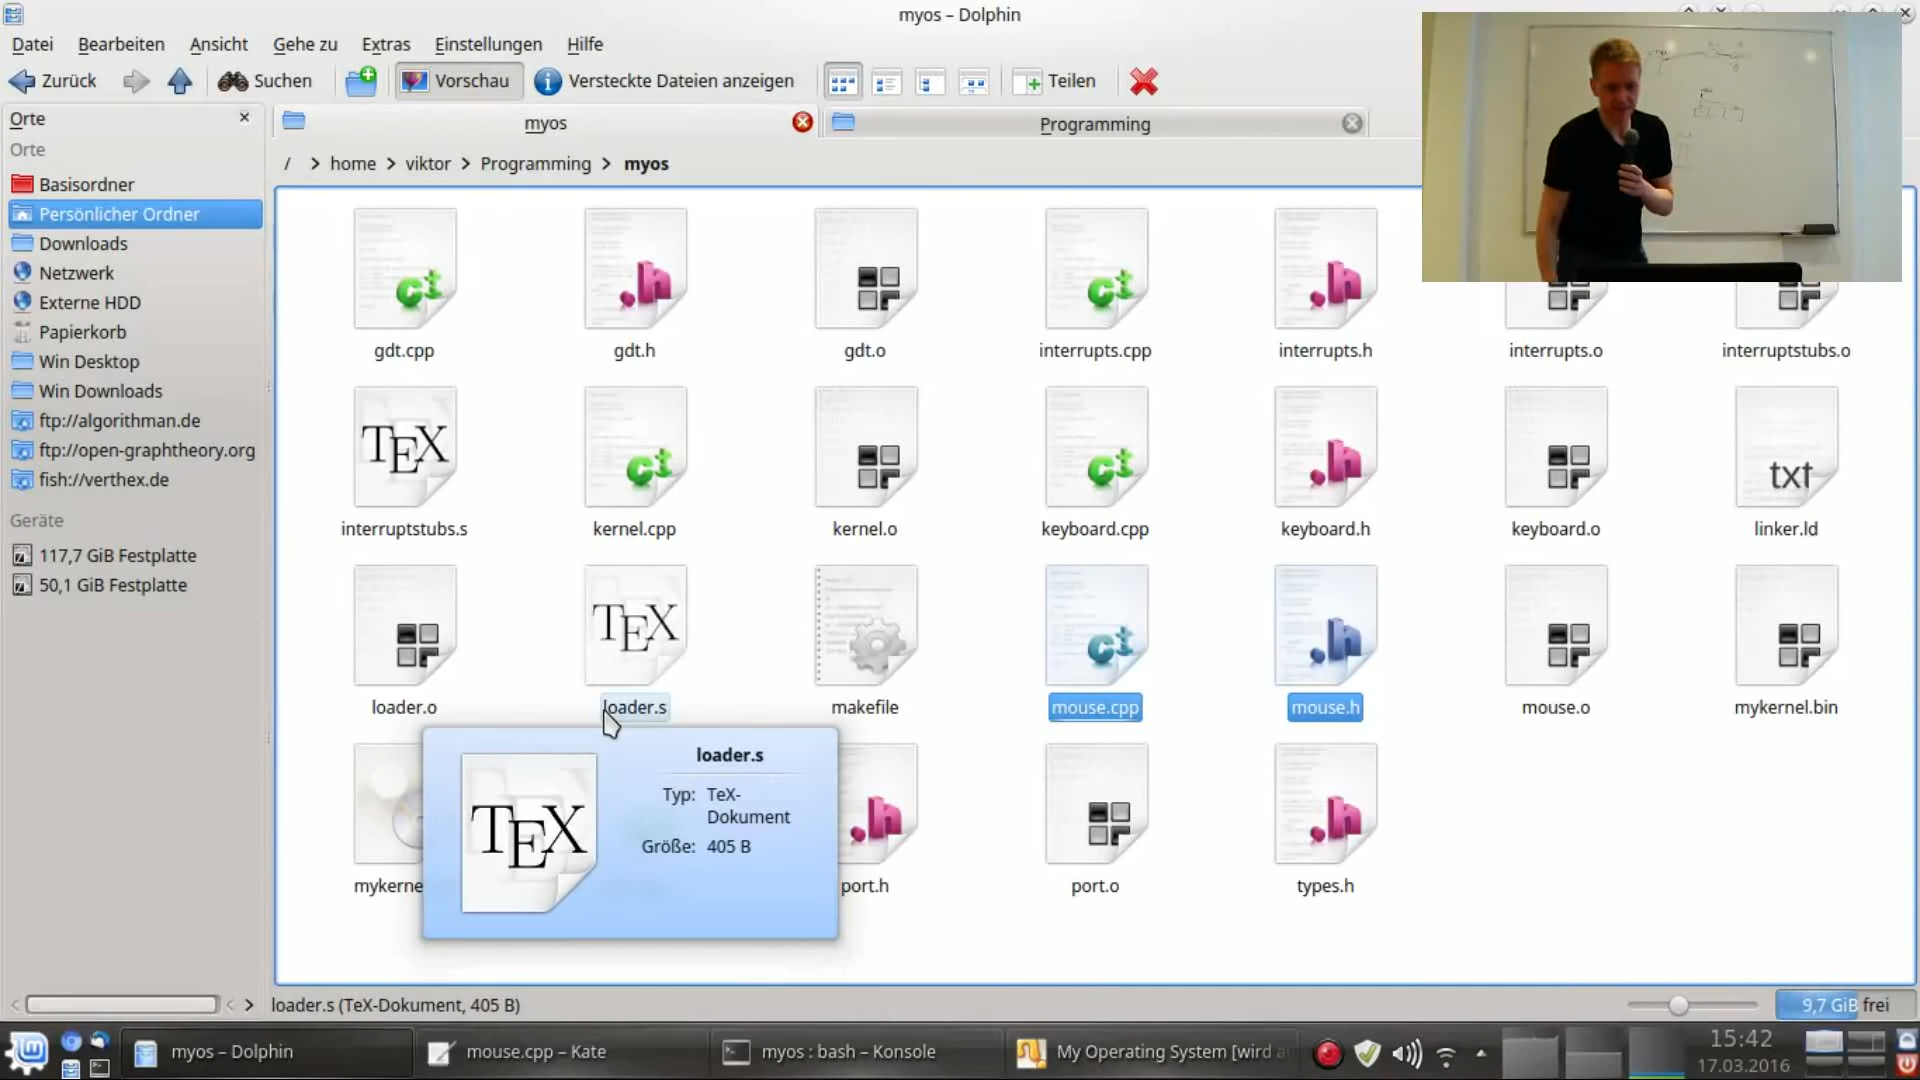 myos – Dolphin
Datei Bearbeiten Ansicht Gehe zu Extras Einstellungen Hilfe
Zurück Suchen Vorschau Versteckte Dateien anzeigen Teilen
Orte
myos
Programming
Orte
/ > home > viktor > Programming > myos
Basisordner
Persönlicher Ordner
Downloads
Netzwerk
Externe HDD
Papierkorb
Win Desktop
Win Downloads
ftp://algorithman.de
ftp://open-graphtheory.org
fish://verthex.de
Geräte
117,7 GiB Festplatte
50,1 GiB Festplatte
gdt.cpp gdt.h gdt.o interrupts.cpp interrupts.h interrupts.o interruptstubs.o
interruptstubs.s kernel.cpp kernel.o keyboard.cpp keyboard.h keyboard.o linker.ld
loader.o loader.s makefile mouse.cpp mouse.h mouse.o mykernel.bin
mykerne port.h port.o types.h
loader.s
Typ: TeX-
Dokument
Größe: 405 B
loader.s (TeX-Dokument, 405 B)
9,7 GiB frei
myos – Dolphin
mouse.cpp – Kate
myos : bash – Konsole
My Operating System [wird a
15:42
17.03.2016